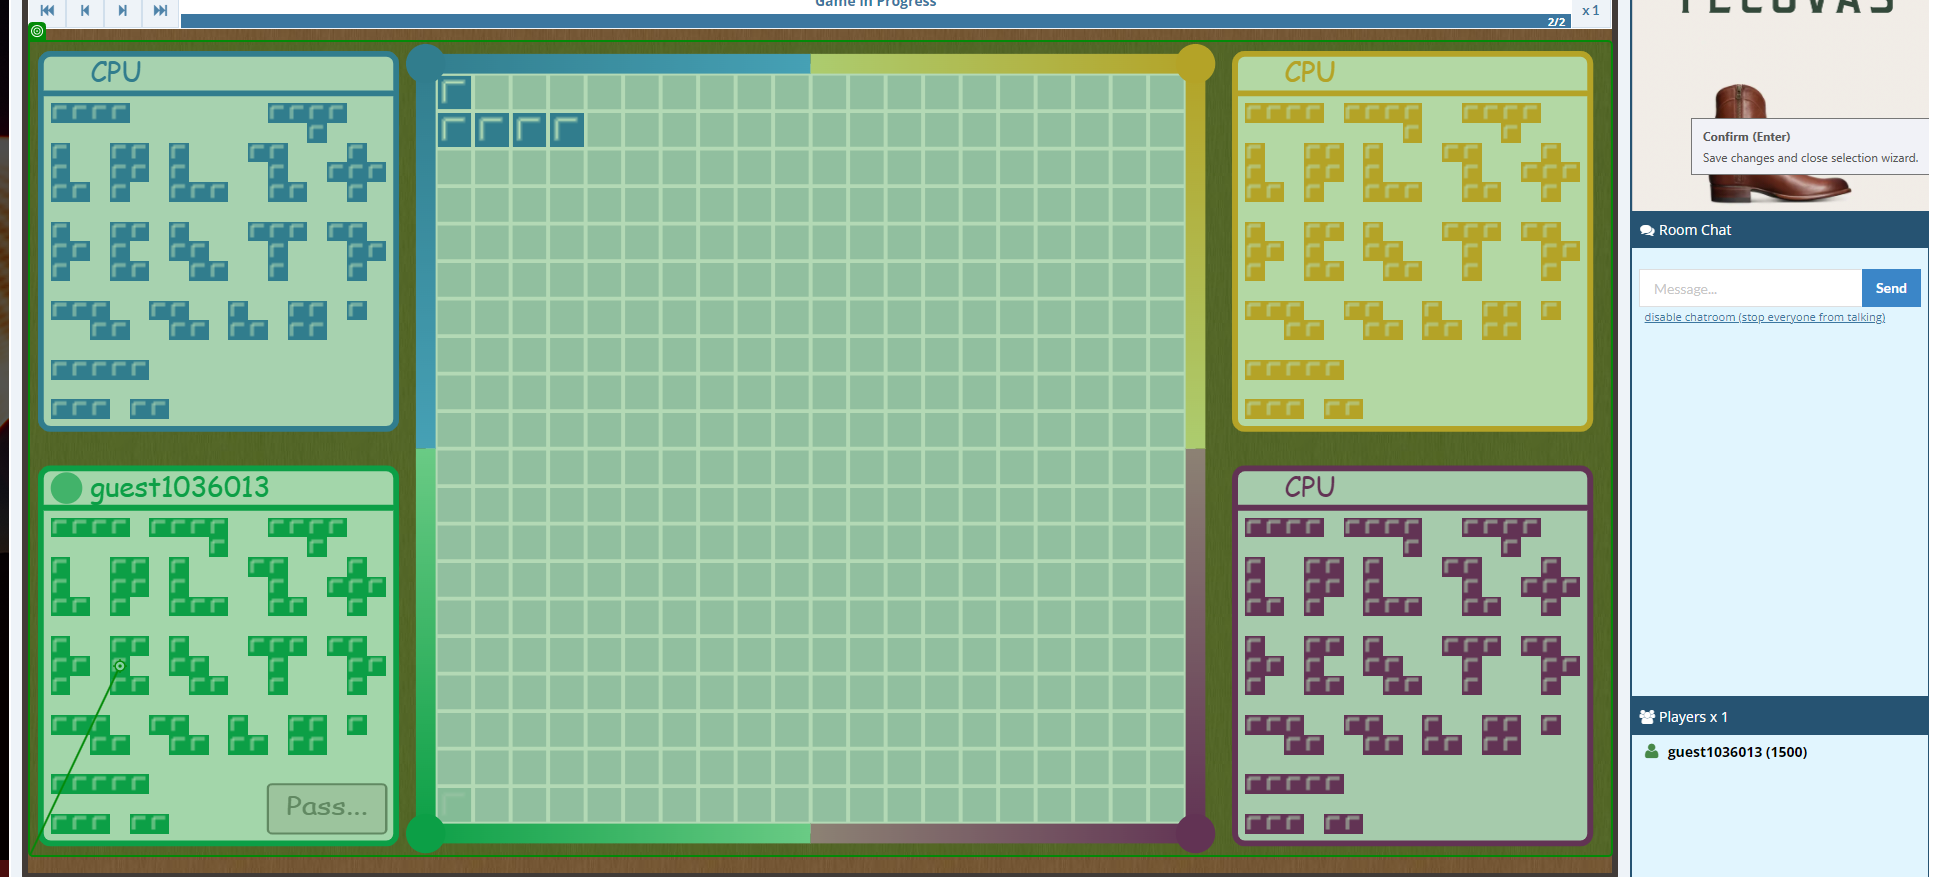 Game in Progress
x 1
2/2
CPU
CPU
guest1036013
CPU
Pass...
TECOVAS
Confirm (Enter)
Save changes and close selection wizard.
Room Chat
Message...
Send
disable chatroom (stop everyone from talking)
Players x 1
guest1036013 (1500)